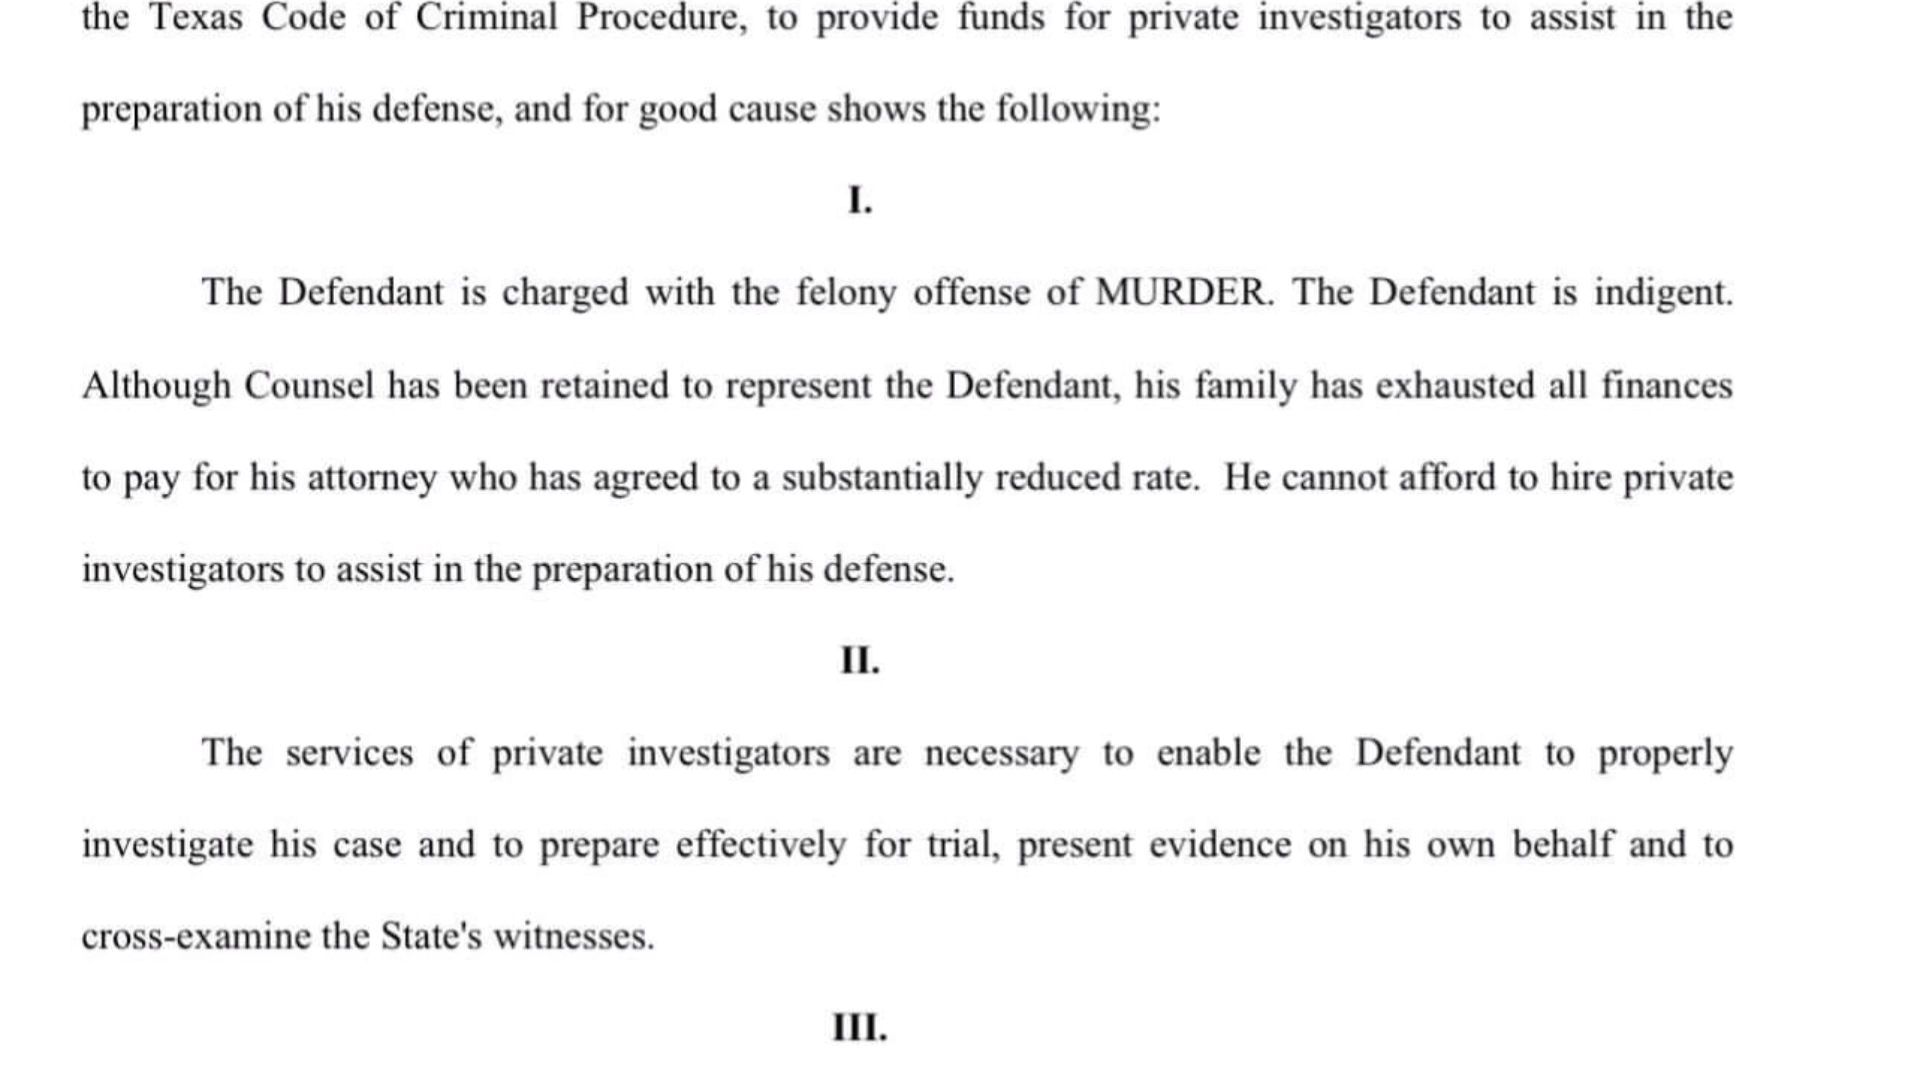 the Texas Code of Criminal Procedure, to provide funds for private investigators to assist in the
preparation of his defense, and for good cause shows the following:
I.
The Defendant is charged with the felony offense of MURDER. The Defendant is indigent.
Although Counsel has been retained to represent the Defendant, his family has exhausted all finances
to pay for his attorney who has agreed to a substantially reduced rate.  He cannot afford to hire private
investigators to assist in the preparation of his defense.
II.
The services of private investigators are necessary to enable the Defendant to properly
investigate his case and to prepare effectively for trial, present evidence on his own behalf and to
cross-examine the State's witnesses.
III.